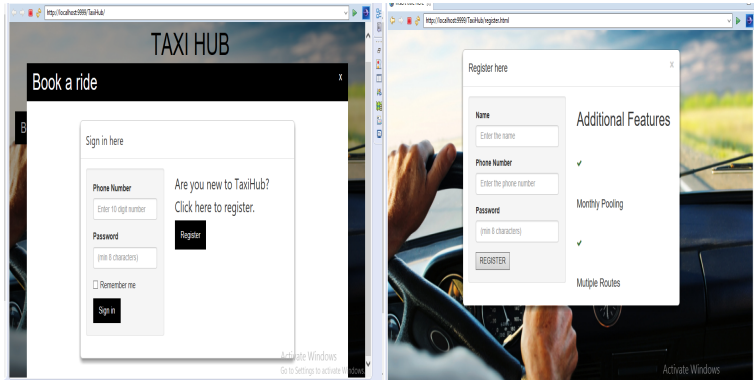 http://localhost:9999/TaxiHub/
TAXI HUB
Book a ride
x
B
Sign in here
Phone Number
Enter 10 digit number
Password
(min 8 characters)
Remember me
Sign in
Are you new to TaxiHub?
Click here to register.
Register
Activate Windows
Go to Settings to activate Windows.
http://localhost:9999/TaxiHub/register.html
Register here
x
Name
Enter the name
Phone Number
Enter the phone number
Password
(min 8 characters)
REGISTER
Additional Features
✔
Monthly Pooling
✔
Mutiple Routes
Activate Windows